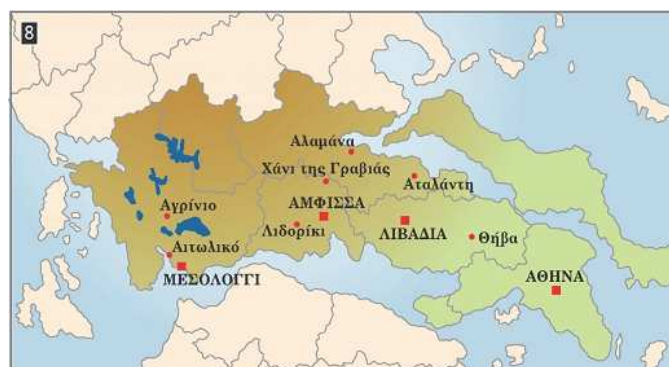 8
Αλαμάνα
Χάνι της Γραβιάς
Αταλάντη
Αγρίνιο
ΑΜΦΙΣΣΑ
Λιδορίκι
ΛΙΒΑΔΙΑ
Θήβα
Αιτωλικό
ΜΕΣΟΛΟΓΓΙ
ΑΘΗΝΑ